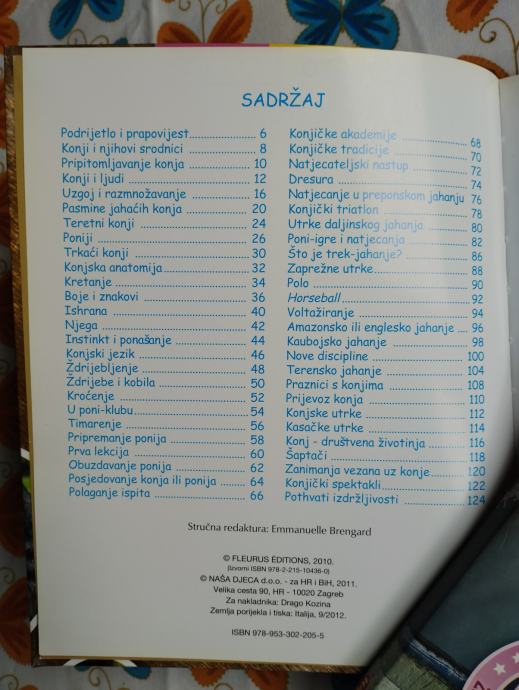 SADRŽAJ
Podrijetlo i prapovijest 6
Konji i njihovi srodnici 8
Pripitomljavanje konja 10
Konji i ljudi 12
Uzgoj i razmnožavanje 16
Pasmine jahaćih konja 20
Teretni konji 24
Poniji 26
Trkaći konji 30
Konjska anatomija 32
Kretanje 34
Boje i znakovi 36
Ishrana 40
Njega 42
Instinkt i ponašanje 44
Konjski jezik 46
Ždrijebljenje 48
Ždrijebe i kobila 50
Kroćenje 52
U poni-klubu 54
Timarenje 56
Pripremanje ponija 58
Prva lekcija 60
Obuzdavanje ponija 62
Posjedovanje konja ili ponija 64
Polaganje ispita 66
Konjičke akademije 68
Konjičke tradicije 70
Natjecateljski nastup 72
Dresura 74
Natjecanje u preponskom jahanju 76
Konjički triatlon 78
Utrke daljinskog jahanja 80
Poni-igre i natjecanja 82
Što je trek-jahanje? 86
Zaprežne utrke 88
Polo 90
Horseball 92
Voltažiranje 94
Amazonsko ili englesko jahanje 96
Kaubojsko jahanje 98
Nove discipline 100
Terensko jahanje 104
Praznici s konjima 108
Prijevoz konja 110
Konjske utrke 112
Kasačke utrke 114
Konj - društvena životinja 116
Šaptači 118
Zanimanja vezana uz konje 120
Konjički spektakli 122
Pothvati izdržljivosti 124
Stručna redaktura: Emmanuelle Brengard
© FLEURUS ÉDITIONS, 2010.
(Izvorni ISBN 978-2-215-10436-0)
© NAŠA DJECA d.o.o. - za HR i BiH, 2011.
Velika cesta 90, HR - 10020 Zagreb
Za nakladnika: Drago Kozina
Zemlja porijekla i tiska: Italija, 9/2012.
ISBN 978-953-302-205-5